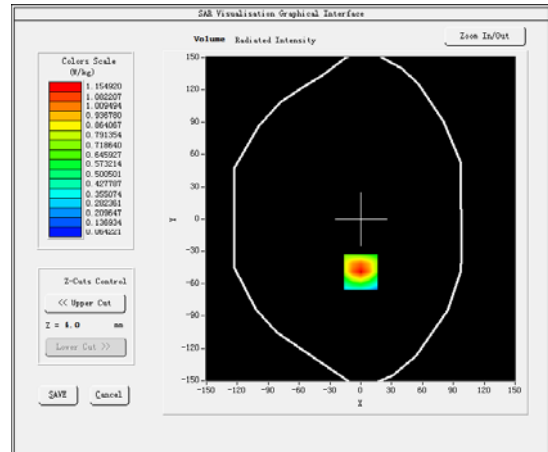 SAR Visualisation Graphical Interface
Volume Radiated Intensity
Zoom In/Out
Colors Scale
(W/kg)
1.154920
1.082207
1.009494
0.936780
0.864067
0.791354
0.718640
0.645927
0.573214
0.500501
0.427787
0.355074
0.282361
0.209647
0.136934
0.064221
Z-Cuts Control
<< Upper Cut
Z = 4.0 mm
Lower Cut >>
SAVE
Cancel
150
120
90
60
30
0
-30
-60
-90
-120
-150
Y
-150 -120 -90 -60 -30 0 30 60 90 120 150
X